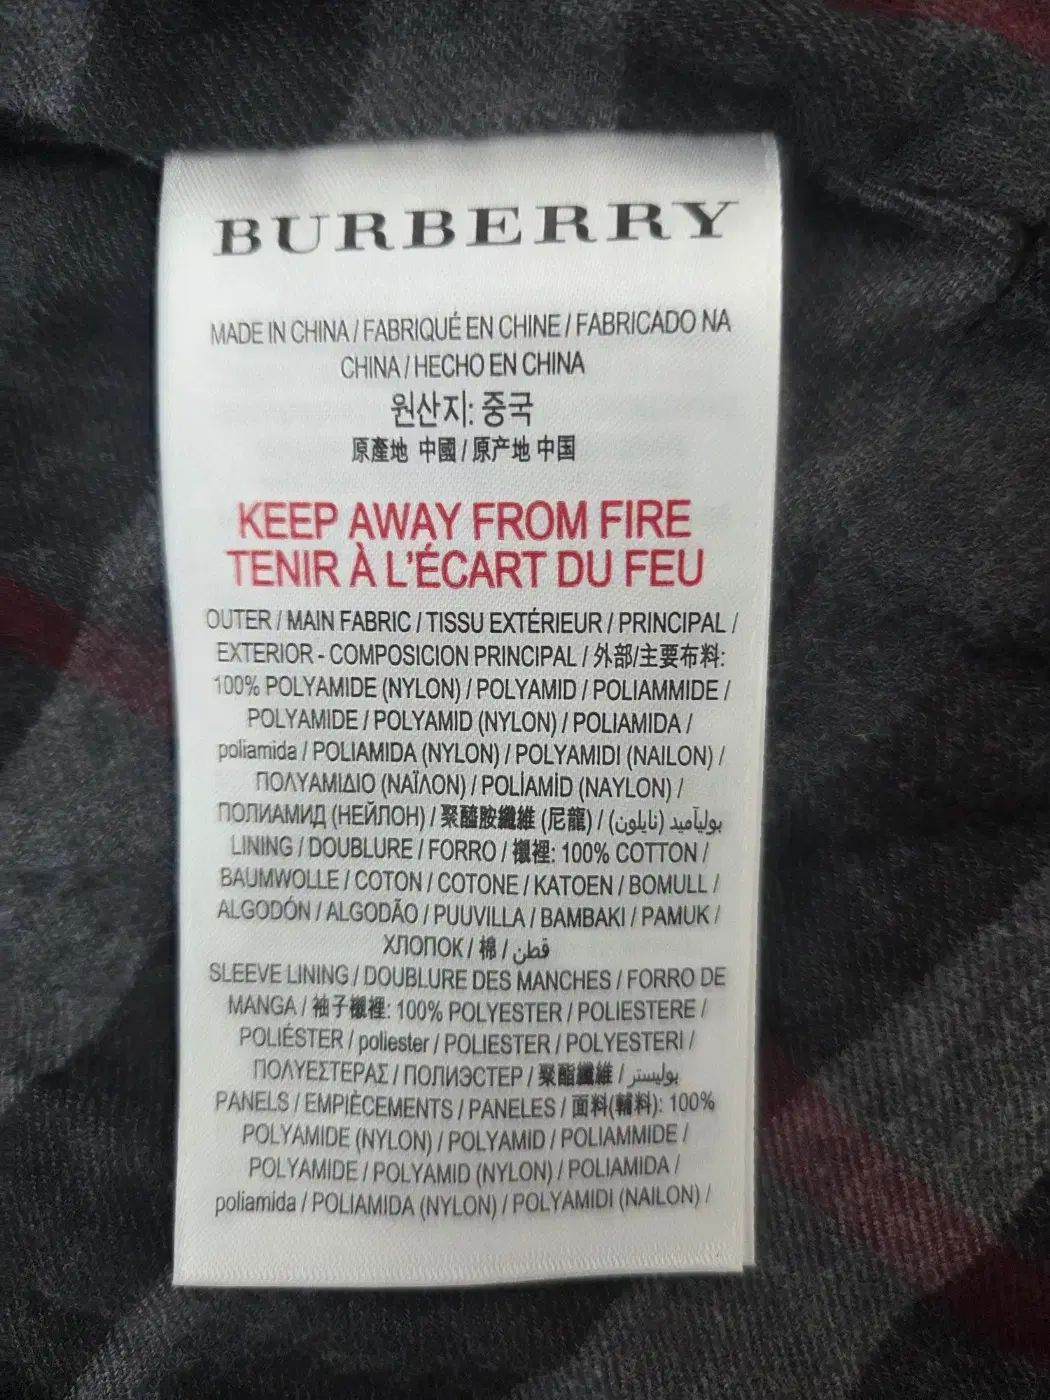 BURBERRY
MADE IN CHINA / FABRIQUÉ EN CHINE / FABRICADO NA
CHINA / HECHO EN CHINA
원산지: 중국
原產地 中國 / 原产地 中国
KEEP AWAY FROM FIRE
TENIR À L'ÉCART DU FEU
OUTER / MAIN FABRIC / TISSU EXTÉRIEUR / PRINCIPAL /
EXTERIOR - COMPOSICION PRINCIPAL / 外部/主要布料:
100% POLYAMIDE (NYLON) / POLYAMID / POLIAMMIDE /
POLYAMIDE / POLYAMID (NYLON) / POLIAMIDA /
poliamida / POLIAMIDA (NYLON) / POLYAMIDI (NAILON) /
ΠΟΛΥΑΜΙΔΙΟ (ΝΑΪΛΟΝ) / POLİAMİD (NAYLON) /
ПОЛИАМИД (НЕЙЛОН) / 聚醯胺纖維 (尼龍) / بوليآميد (نايلون)
LINING / DOUBLURE / FORRO / 襯裡: 100% COTTON /
BAUMWOLLE / COTON / COTONE / KATOEN / BOMULL /
ALGODÓN / ALGODÃO / PUUVILLA / BAMBAKI / PAMUK /
ХЛОПОК / 棉 / قطن
SLEEVE LINING / DOUBLURE DES MANCHES / FORRO DE
MANGA / 袖子襯裡: 100% POLYESTER / POLIESTERE /
POLIÉSTER / poliester / POLIESTER / POLYESTERI /
ΠΟΛΥΕΣΤΕΡΑΣ / ПОЛИЭСТЕР / 聚酯纖維 / بوليستر
PANELS / EMPIÈCEMENTS / PANELES / 面料(輔料): 100%
POLYAMIDE (NYLON) / POLYAMID / POLIAMMIDE /
POLYAMIDE / POLYAMID (NYLON) / POLIAMIDA /
poliamida / POLIAMIDA (NYLON) / POLYAMIDI (NAILON) /